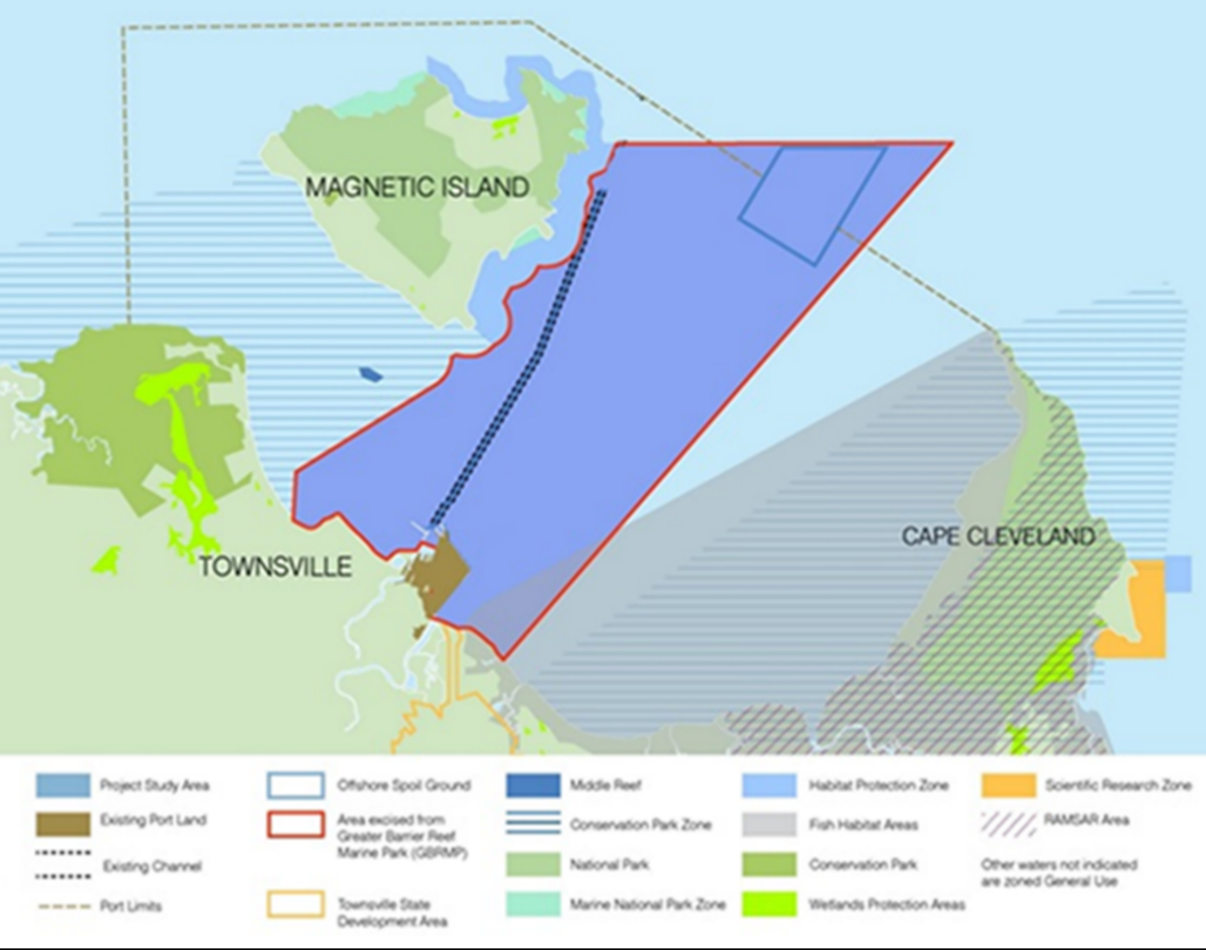 MAGNETIC ISLAND
CAPE CLEVELAND
TOWNSVILLE
Project Study Area
Existing Port Land
Existing Channel
Port Limits
Offshore Spoil Ground
Area excised from
Greater Barrier Reef
Marine Park (GBRMP)
Townsville State
Development Area
Middle Reef
Conservation Park Zone
National Park
Marine National Park Zone
Habitat Protection Zone
Fish Habitat Areas
Conservation Park
Wetlands Protection Areas
Scientific Research Zone
RAMSAR Area
Other waters not indicated
are zoned General Use